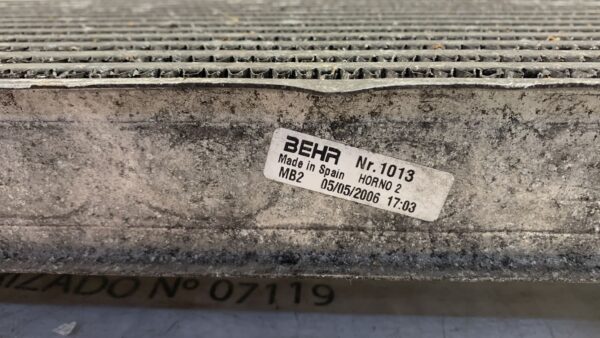 BEHR Nr.1013
Made in Spain HORNO 2
MB2 05/05/2006 17:03
IZADO Nº 07119